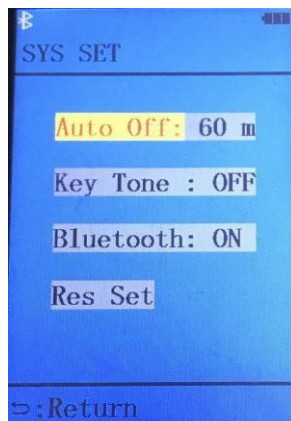 SYS SET
Auto Off: 60 m
Key Tone : OFF
Bluetooth: ON
Res Set
:Return